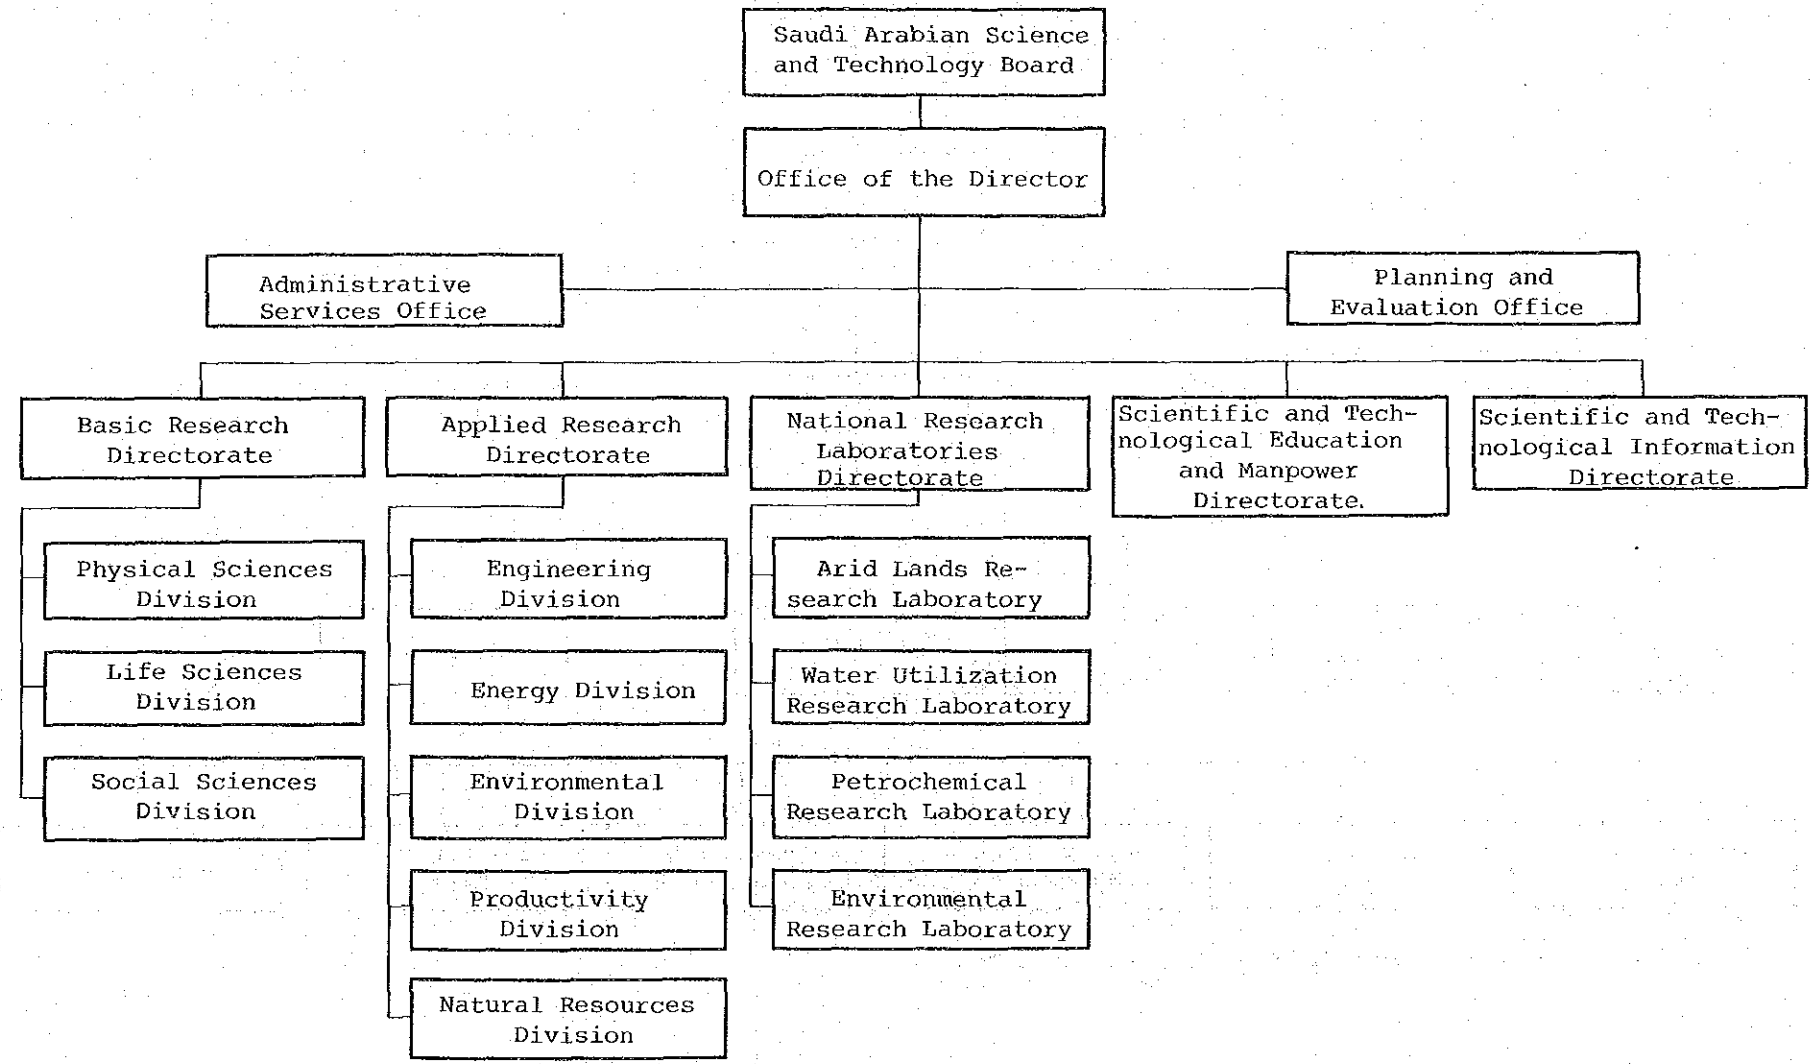 Saudi Arabian Science
and Technology Board
Office of the Director
Administrative
Services Office
Planning and
Evaluation Office
Basic Research
Directorate
Applied Research
Directorate
National Research
Laboratories
Directorate
Scientific and Tech-
nological Education
and Manpower
Directorate.
Scientific and Tech-
nological Information
Directorate
Physical Sciences
Division
Life Sciences
Division
Social Sciences
Division
Engineering
Division
Energy Division
Environmental
Division
Productivity
Division
Natural Resources
Division
Arid Lands Re-
search Laboratory
Water Utilization
Research Laboratory
Petrochemical
Research Laboratory
Environmental
Research Laboratory